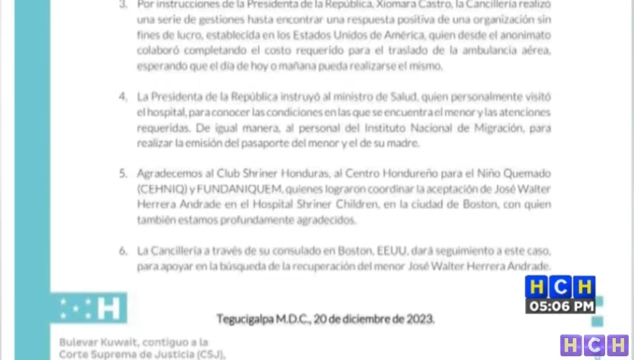 3. Por instrucciones de la Presidenta de la República, Xiomara Castro, la Cancillería realizó
una serie de gestiones hasta encontrar una respuesta positiva de una organización sin
fines de lucro, establecida en los Estados Unidos de América, quien desde el anonimato
colaboró completando el costo requerido para el traslado de la ambulancia aérea,
esperando que el día de hoy o mañana pueda realizarse el mismo.
4. La Presidenta de la República instruyó al ministro de Salud, quien personalmente visitó
el hospital, para conocer las condiciones en las que se encuentra el menor y las atenciones
requeridas. De igual manera, al personal del Instituto Nacional de Migración, para
realizar la emisión del pasaporte del menor y el de su madre.
5. Agradecemos al Club Shriner Honduras, al Centro Hondureño para el Niño Quemado
(CEHNIQ) y FUNDANIQUEM, quienes lograron coordinar la aceptación de José Walter
Herrera Andrade en el Hospital Shriner Children, en la ciudad de Boston, con quien
también estamos profundamente agradecidos.
6. La Cancillería a través de su consulado en Boston, EEUU, dará seguimiento a este caso,
para apoyar en la búsqueda de la recuperación del menor José Walter Herrera Andrade.
HCH
05:06 PM
H
Tegucigalpa M.D.C., 20 de diciembre de 2023.
Bulevar Kuwait, contiguo a la
Corte Suprema de Justicia (CSJ),
HCH